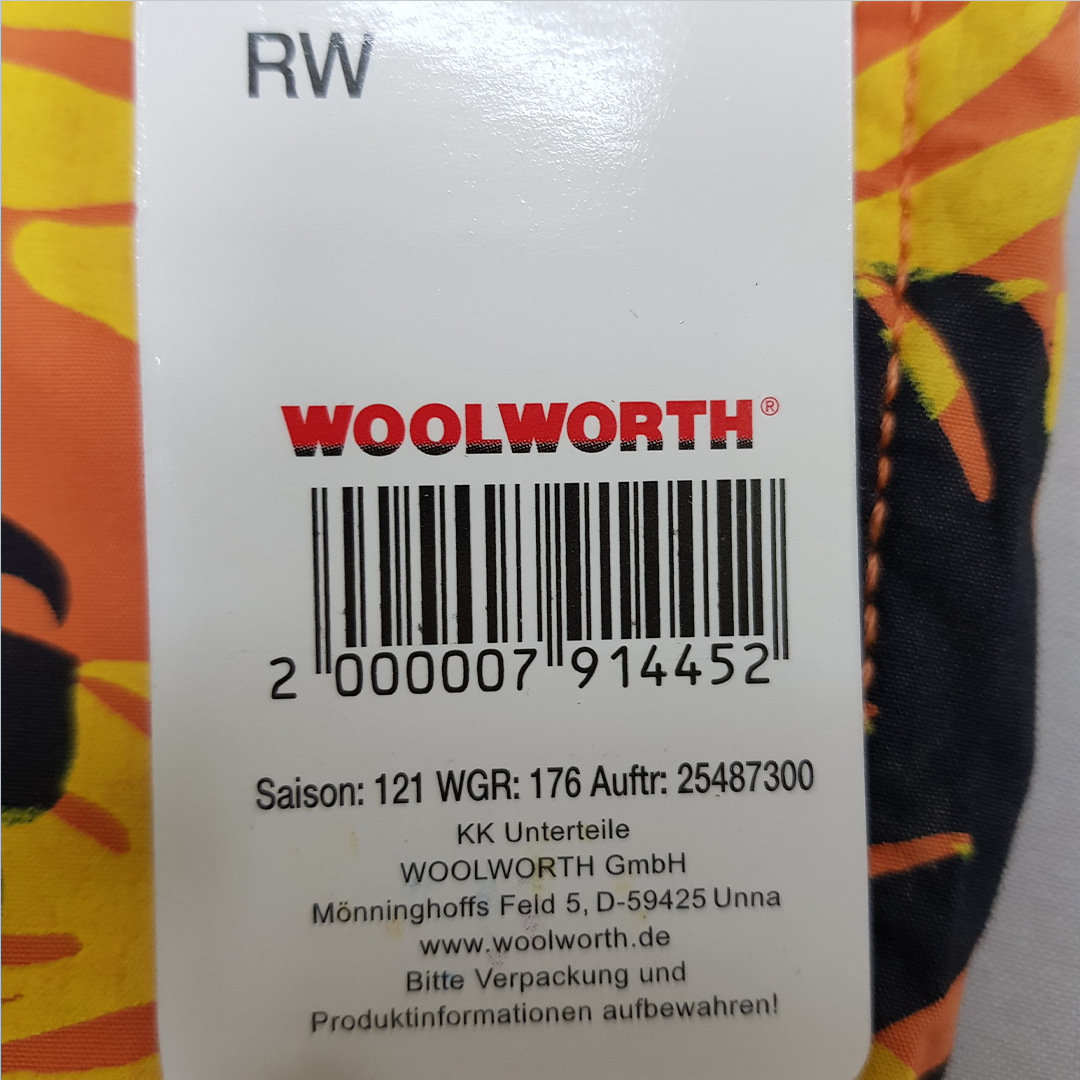 RW
WOOLWORTH®
2 000007 914452
Saison: 121 WGR: 176 Auftr: 25487300
KK Unterteile
WOOLWORTH GmbH
Mönninghoffs Feld 5, D-59425 Unna
www.woolworth.de
Bitte Verpackung und
Produktinformationen aufbewahren!